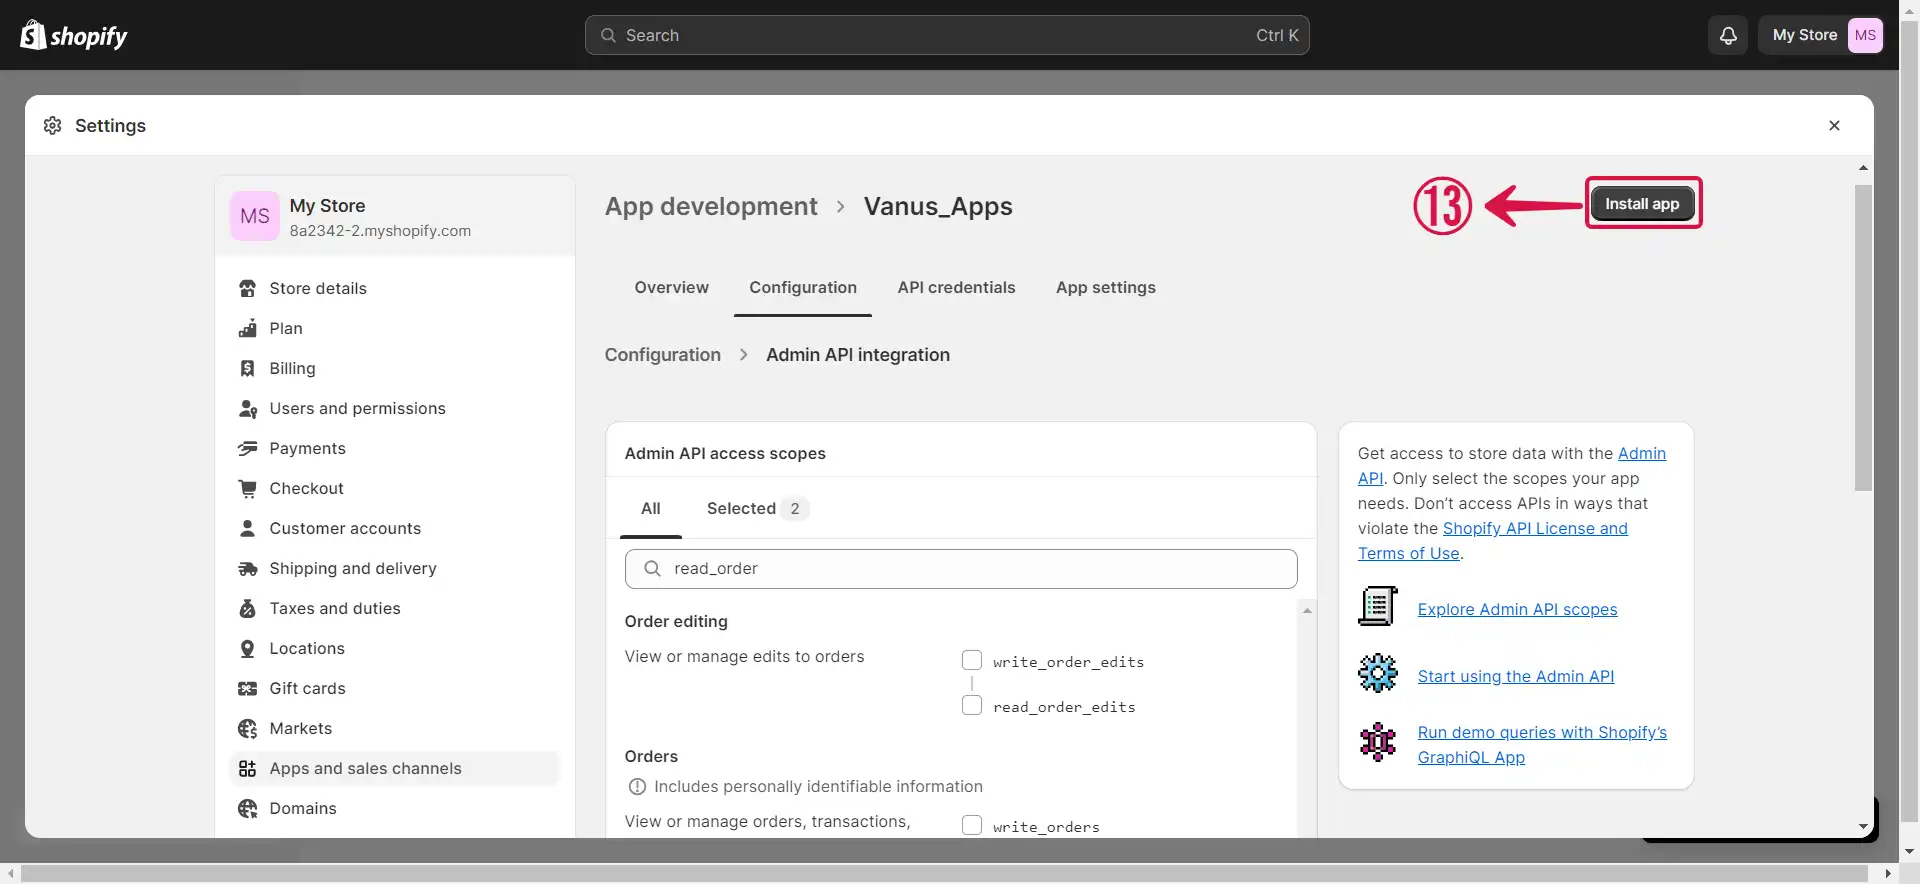 shopify
Search
Ctrl K
My Store
MS
Settings
MS
My Store
8a2342-2.myshopify.com
Store details
Plan
Billing
Users and permissions
Payments
Checkout
Customer accounts
Shipping and delivery
Taxes and duties
Locations
Gift cards
Markets
Apps and sales channels
Domains
App development > Vanus_Apps
13
Install app
Overview
Configuration
API credentials
App settings
Configuration > Admin API integration
Admin API access scopes
All
Selected 2
read_order
Order editing
View or manage edits to orders
write_order_edits
read_order_edits
Orders
Includes personally identifiable information
View or manage orders, transactions,
write_orders
Get access to store data with the Admin
API. Only select the scopes your app
needs. Don’t access APIs in ways that
violate the Shopify API License and
Terms of Use.
Explore Admin API scopes
Start using the Admin API
Run demo queries with Shopify’s
GraphiQL App